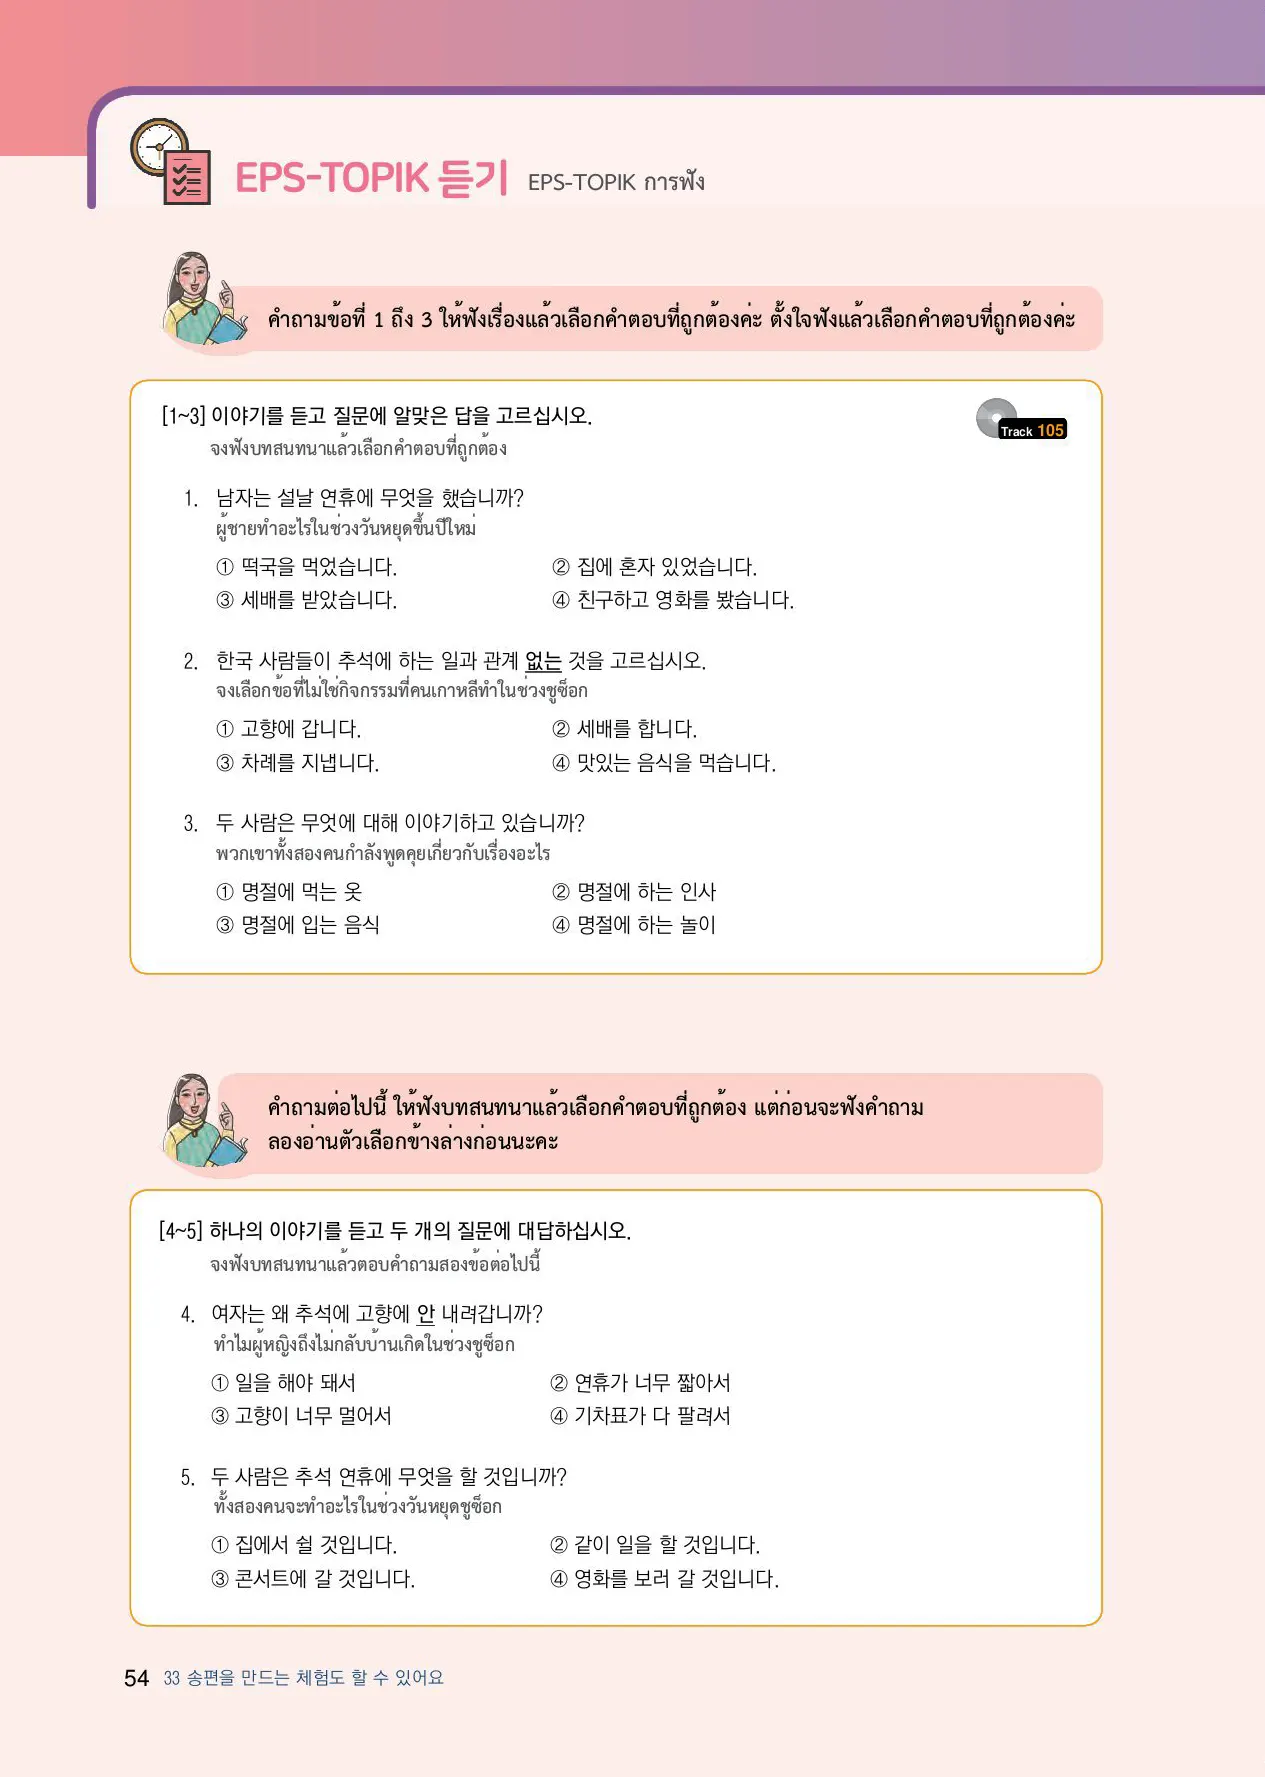 EPS-TOPIK 듣기 EPS-TOPIK การฟัง
คำถามข้อที่ 1 ถึง 3 ให้ฟังเรื่องแล้วเลือกคำตอบที่ถูกต้องค่ะ ตั้งใจฟังแล้วเลือกคำตอบที่ถูกต้องค่ะ
[1~3] 이야기를 듣고 질문에 알맞은 답을 고르십시오.
Track 105
จงฟังบทสนทนาแล้วเลือกคำตอบที่ถูกต้อง
1. 남자는 설날 연휴에 무엇을 했습니까?
ผู้ชายทำอะไรในช่วงวันหยุดขึ้นปีใหม่
① 떡국을 먹었습니다. ② 집에 혼자 있었습니다.
③ 세배를 받았습니다. ④ 친구하고 영화를 봤습니다.
2. 한국 사람들이 추석에 하는 일과 관계 없는 것을 고르십시오.
จงเลือกข้อที่ไม่ใช่กิจกรรมที่คนเกาหลีทำในช่วงชูซ็อก
① 고향에 갑니다. ② 세배를 합니다.
③ 차례를 지냅니다. ④ 맛있는 음식을 먹습니다.
3. 두 사람은 무엇에 대해 이야기하고 있습니까?
พวกเขาทั้งสองคนกำลังพูดคุยเกี่ยวกับเรื่องอะไร
① 명절에 먹는 옷 ② 명절에 하는 인사
③ 명절에 입는 음식 ④ 명절에 하는 놀이
คำถามต่อไปนี้ ให้ฟังบทสนทนาแล้วเลือกคำตอบที่ถูกต้อง แต่ก่อนจะฟังคำถาม
ลองอ่านตัวเลือกข้างล่างก่อนนะคะ
[4~5] 하나의 이야기를 듣고 두 개의 질문에 대답하십시오.
จงฟังบทสนทนาแล้วตอบคำถามสองข้อต่อไปนี้
4. 여자는 왜 추석에 고향에 안 내려갑니까?
ทำไมผู้หญิงถึงไม่กลับบ้านเกิดในช่วงชูซ็อก
① 일을 해야 돼서 ② 연휴가 너무 짧아서
③ 고향이 너무 멀어서 ④ 기차표가 다 팔려서
5. 두 사람은 추석 연휴에 무엇을 할 것입니까?
ทั้งสองคนจะทำอะไรในช่วงวันหยุดชูซ็อก
① 집에서 쉴 것입니다. ② 같이 일을 할 것입니다.
③ 콘서트에 갈 것입니다. ④ 영화를 보러 갈 것입니다.
54 33 송편을 만드는 체험도 할 수 있어요